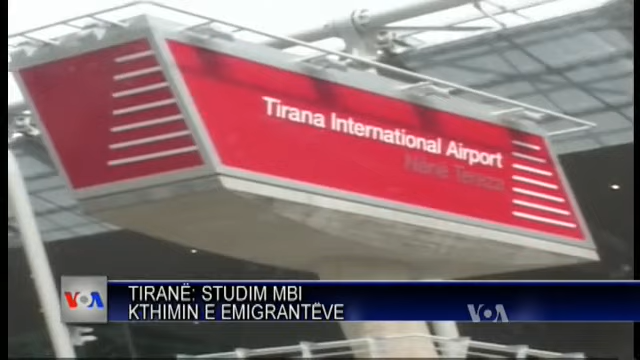 Tirana International Airport
Nënë Tereza
VOA
TIRANË: STUDIM MBI
KTHIMIN E EMIGRANTËVE
VOA